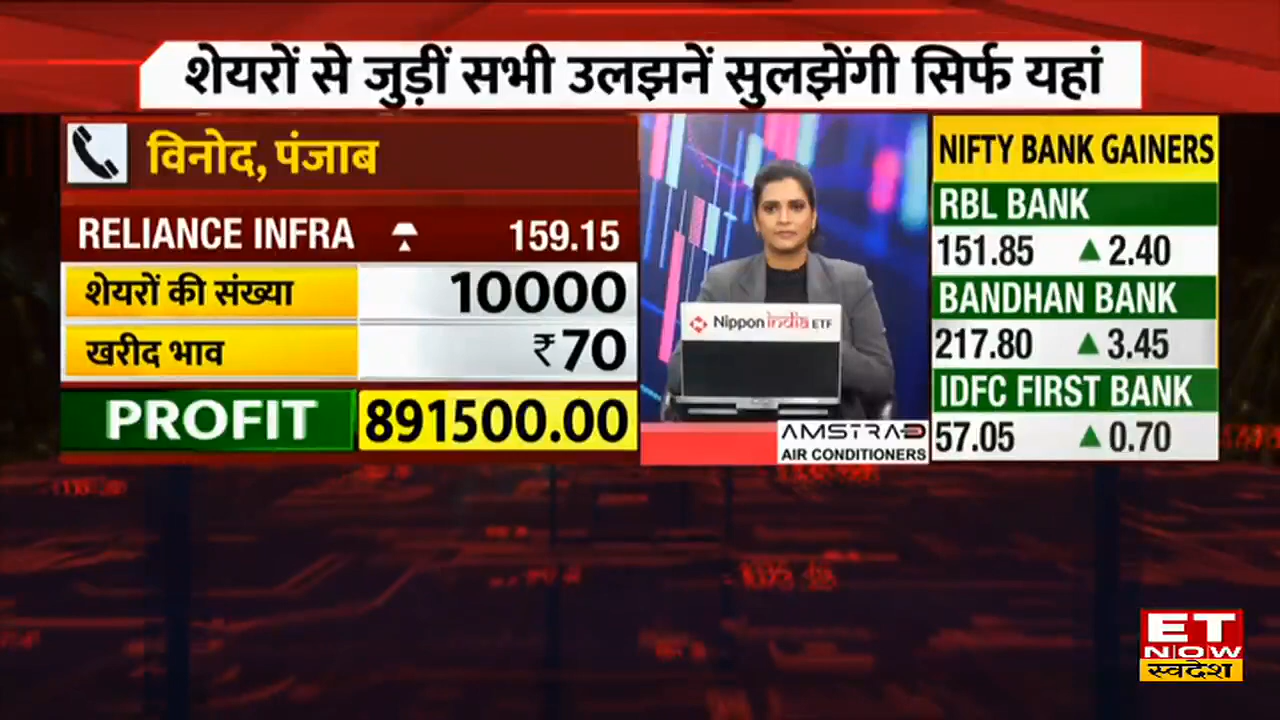 शेयरों से जुड़ीं सभी उलझनें सुलझेंगी सिर्फ यहां
विनोद, पंजाब
RELIANCE INFRA 159.15
शेयरों की संख्या 10000
खरीद भाव ₹70
PROFIT 891500.00
Nippon india ETF
AMSTRAD
AIR CONDITIONERS
NIFTY BANK GAINERS
RBL BANK
151.85 ▲ 2.40
BANDHAN BANK
217.80 ▲ 3.45
IDFC FIRST BANK
57.05 ▲ 0.70
ET
NOW
स्वदेश